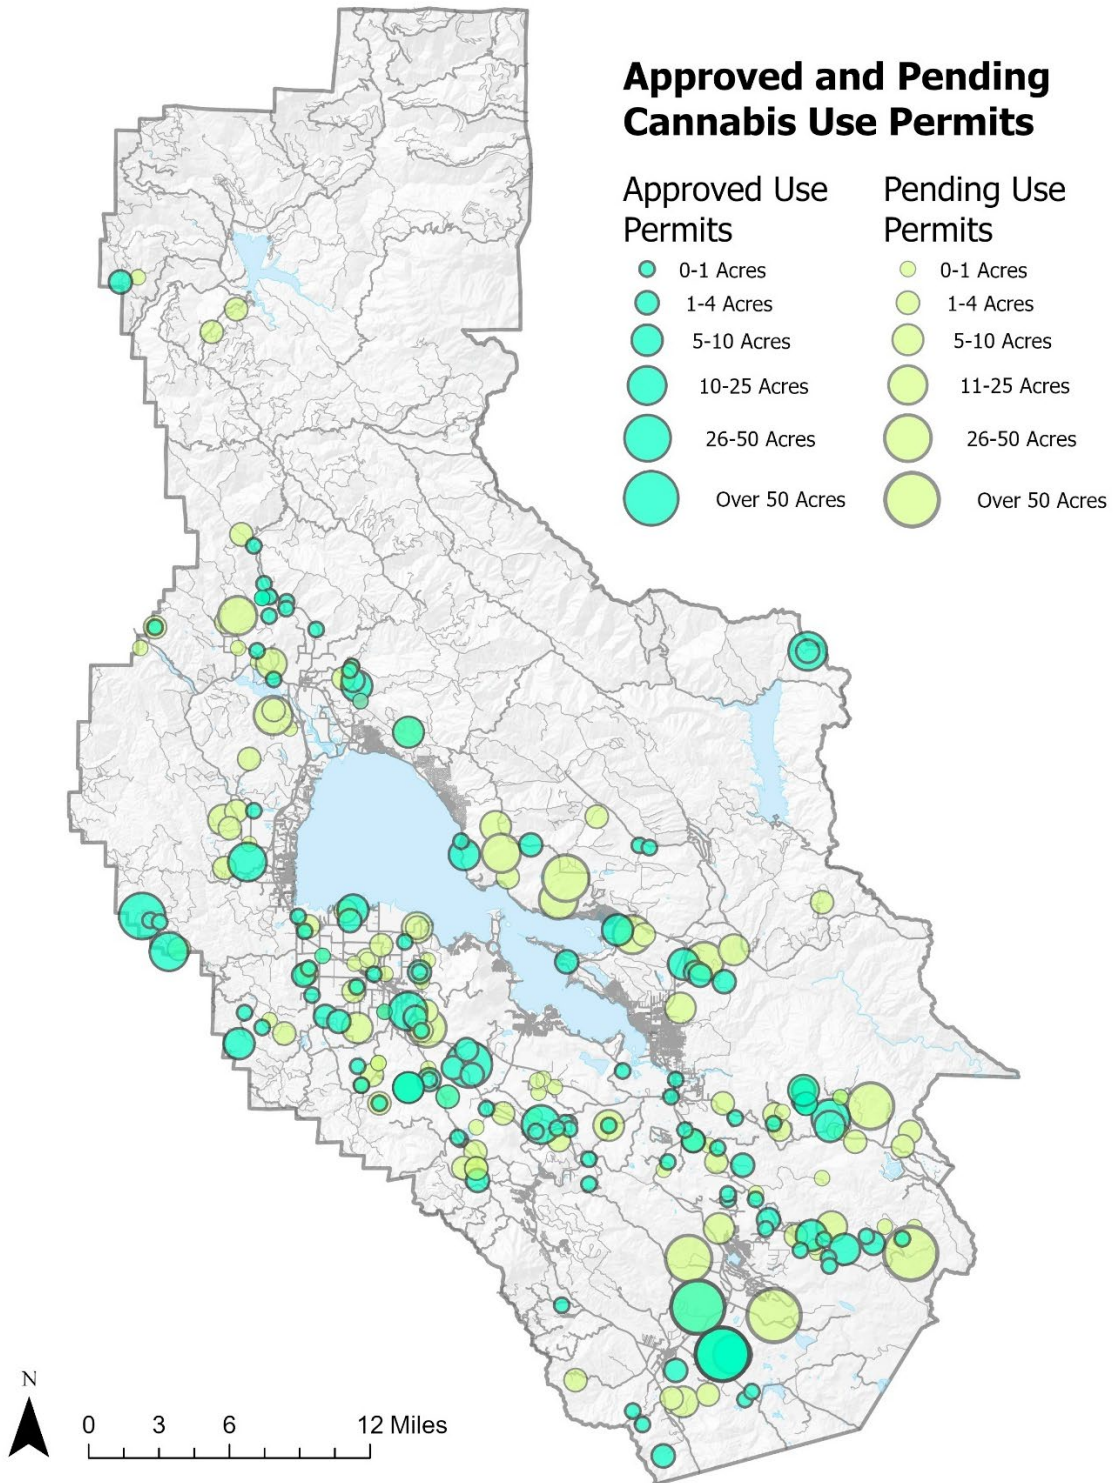 Approved and Pending
Cannabis Use Permits
Approved Use
Permits
0-1 Acres
1-4 Acres
5-10 Acres
10-25 Acres
26-50 Acres
Over 50 Acres
Pending Use
Permits
0-1 Acres
1-4 Acres
5-10 Acres
11-25 Acres
26-50 Acres
Over 50 Acres
N
0 3 6 12 Miles